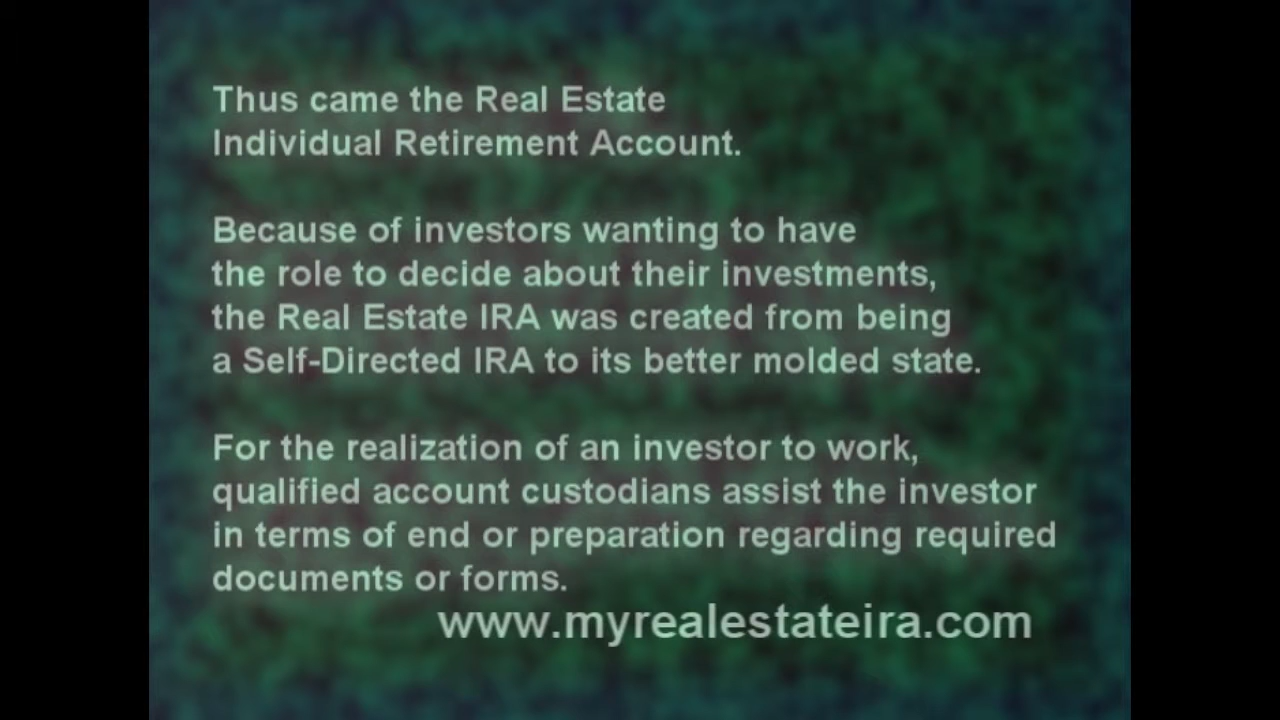 Thus came the Real Estate
Individual Retirement Account.
Because of investors wanting to have
the role to decide about their investments,
the Real Estate IRA was created from being
a Self-Directed IRA to its better molded state.
For the realization of an investor to work,
qualified account custodians assist the investor
in terms of end or preparation regarding required
documents or forms.
www.myrealestateira.com